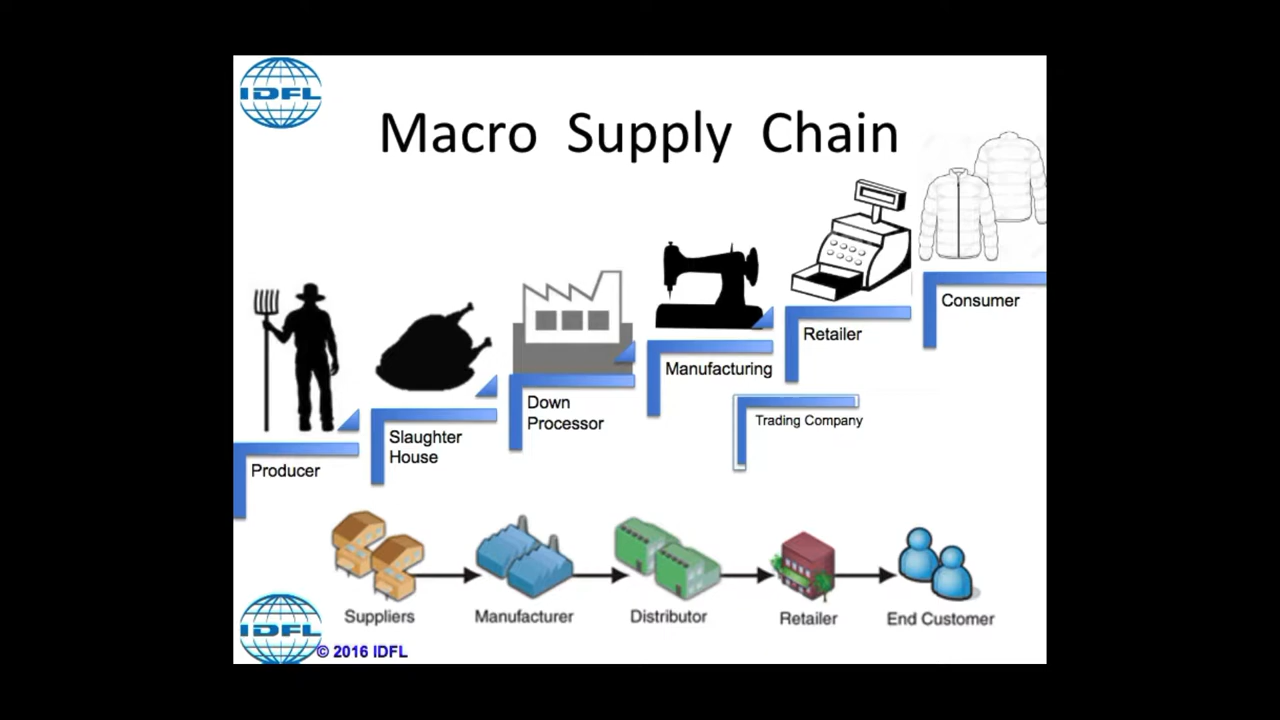 IDFL
Macro Supply Chain
Consumer
Retailer
Manufacturing
Down
Processor
Trading Company
Slaughter
House
Producer
Suppliers
Manufacturer
Distributor
Retailer
End Customer
IDFL
© 2016 IDFL